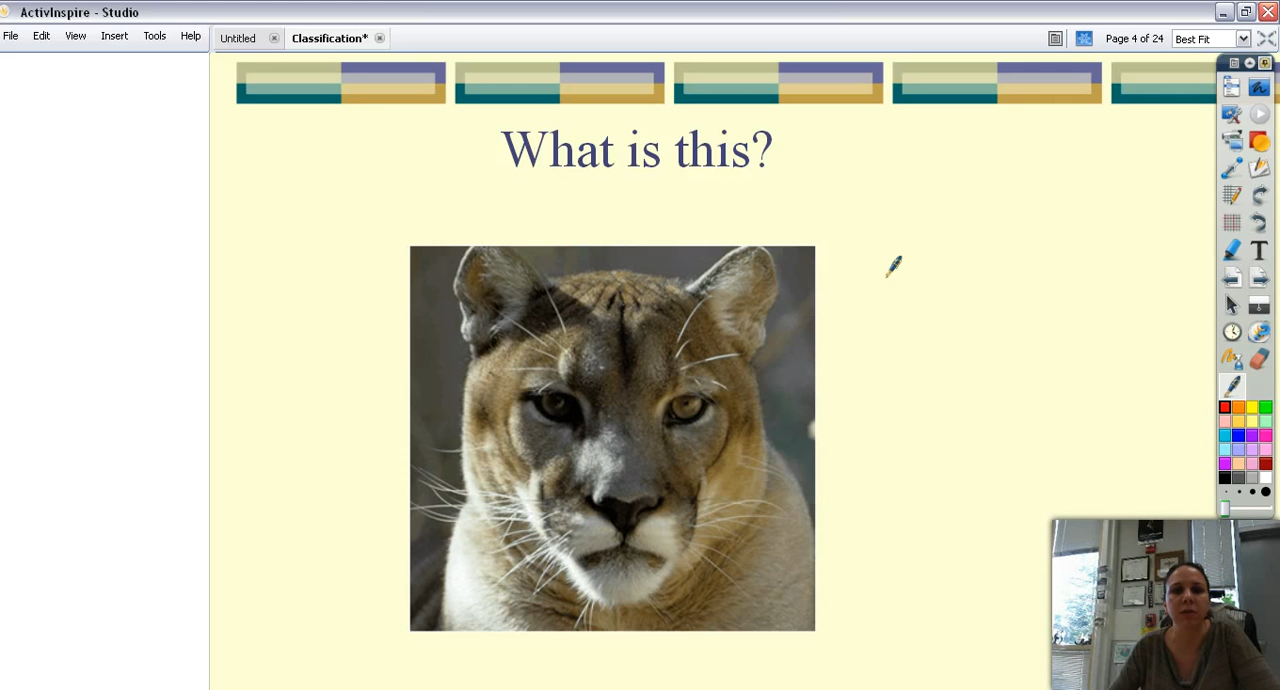 ActivInspire - Studio
File Edit View Insert Tools Help
Untitled Classification*
Page 4 of 24 Best Fit
What is this?